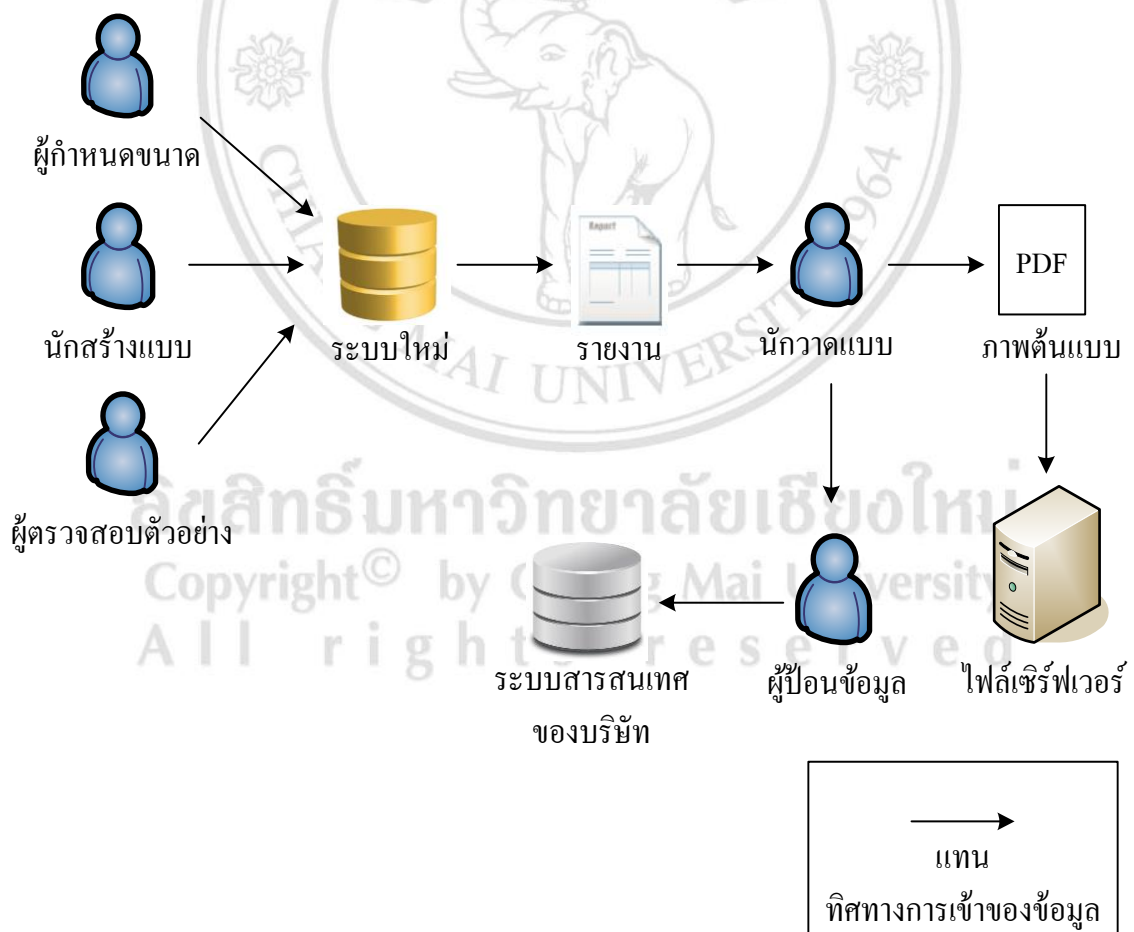 ผู้กำหนดขนาด
นักสร้างแบบ
ผู้ตรวจสอบตัวอย่าง
ระบบใหม่
Report
รายงาน
นักวาดแบบ
PDF
ภาพต้นแบบ
ระบบสารสนเทศ
ของบริษัท
ผู้ป้อนข้อมูล
ไฟล์เซิร์ฟเวอร์
แทน
ทิศทางการเข้าของข้อมูล
MAI UNIVERSITY 1964
ลิขสิทธิ์มหาวิทยาลัยเชียงใหม่
Copyright© by Mai University
All rights reserved